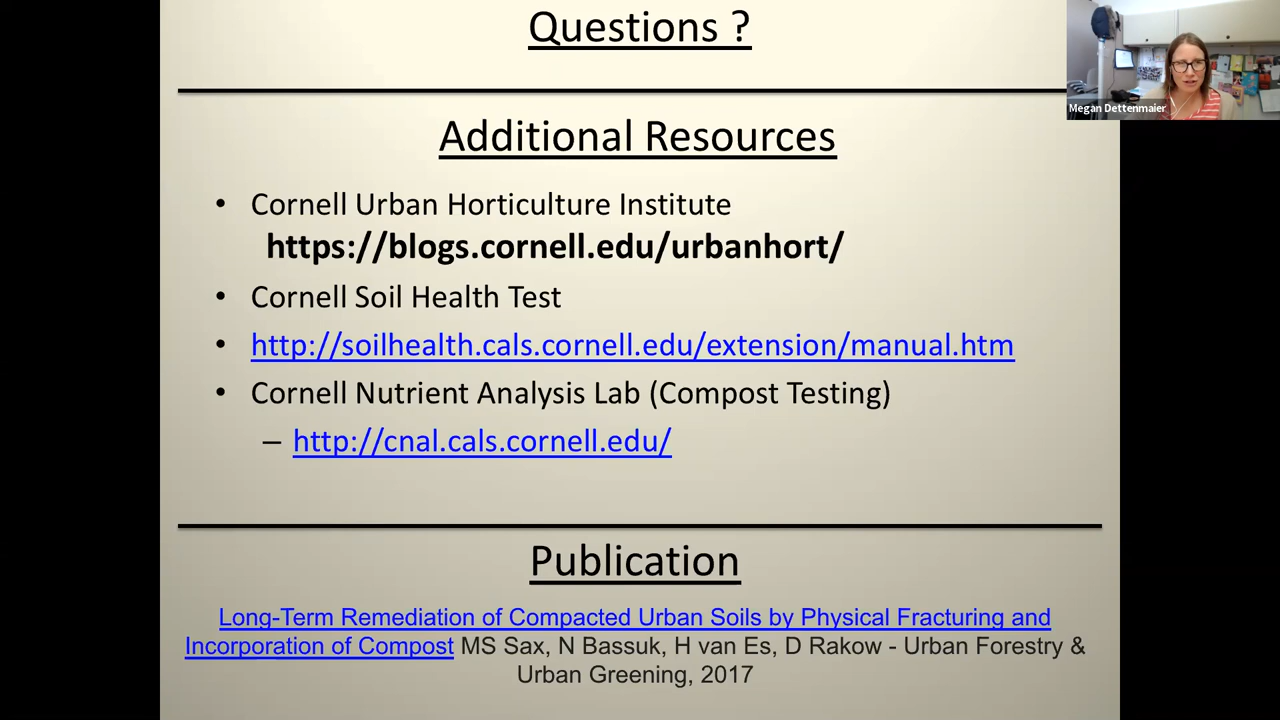 Questions ?
Megan Dettenmaier
Additional Resources
• Cornell Urban Horticulture Institute
https://blogs.cornell.edu/urbanhort/
• Cornell Soil Health Test
• http://soilhealth.cals.cornell.edu/extension/manual.htm
• Cornell Nutrient Analysis Lab (Compost Testing)
– http://cnal.cals.cornell.edu/
Publication
Long-Term Remediation of Compacted Urban Soils by Physical Fracturing and
Incorporation of Compost MS Sax, N Bassuk, H van Es, D Rakow - Urban Forestry &
Urban Greening, 2017